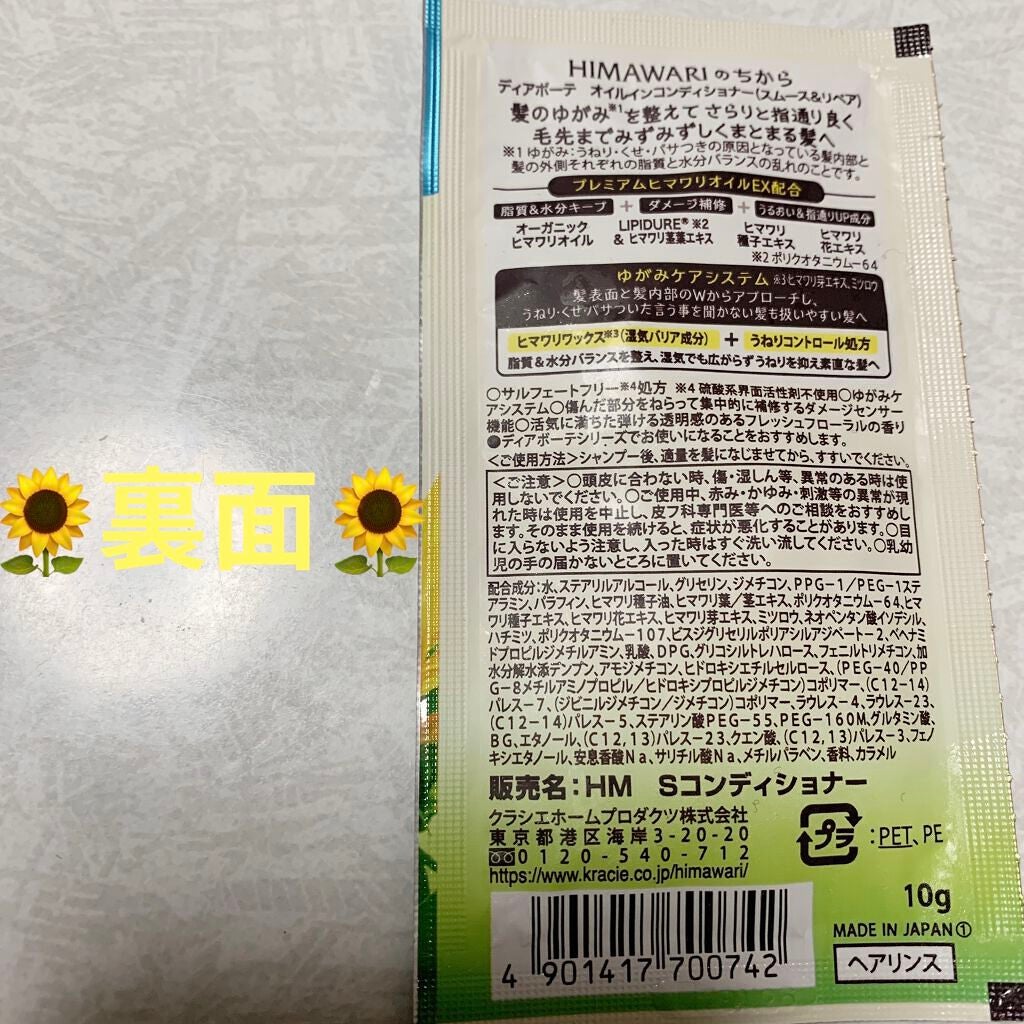 🌻裏面🌻
HIMAWARIのちから
ディアボーテ オイルインコンディショナー(スムース&リペア)
髪のゆがみ※1を整えて さらりと指通り良く
毛先までみずみずしくまとまる髪へ
※1 ゆがみ:うねり・くせ・パサつきの原因となっている髪内部と
髪の外側それぞれの脂質と水分バランスの乱れのことです。
プレミアムヒマワリオイルEX配合
脂質&水分キープ + ダメージ補修 + うるおい&指通りUP成分
オーガニック LIPIDURE® ※2 ヒマワリ ヒマワリ
ヒマワリオイル & ヒマワリ茎葉エキス 種子エキス 花エキス
※2 ポリクオタニウム-64
ゆがみケアシステム ※3 ヒマワリ芽エキス、ミツロウ
髪表面と髪内部のWからアプローチし、
うねり・くせ・パサついた言う事を聞かない髪も扱いやすい髪へ
ヒマワリワックス※3(湿気バリア成分) + うねりコントロール処方
脂質&水分バランスを整え、湿気でも広がらずうねりを抑え素直な髪へ
○サルフェートフリー※4処方 ※4 硫酸系界面活性剤不使用○ゆがみケ
アシステム○傷んだ部分をねらって集中的に補修するダメージセンサー
機能○活気に満ちた弾ける透明感のあるフレッシュフローラルの香り
●ディアボーテシリーズでお使いになることをおすすめします。
<ご使用方法>シャンプー後、適量を髪になじませてから、すすいでください。
<ご注意>○頭皮に合わない時、傷・湿しん等、異常のある時は使
用しないでください。○ご使用中、赤み・かゆみ・刺激等の異常が現
れた時は使用を中止し、皮フ科専門医等へのご相談をおすすめし
ます。そのまま使用を続けると、症状が悪化することがあります。○目
に入らないよう注意し、入った時はすぐ洗い流してください。○乳幼
児の手の届かないところに置いてください。
配合成分:水、ステアリルアルコール、グリセリン、ジメチコン、PPG-1/PEG-1ステ
アラミン、パラフィン、ヒマワリ種子油、ヒマワリ葉/茎エキス、ポリクオタニウム-64、ヒマ
ワリ種子エキス、ヒマワリ花エキス、ヒマワリ芽エキス、ミツロウ、ネオペンタン酸イソデシル、
ハチミツ、ポリクオタニウム-107、ビスジグリセリルポリアシルアジペート-2、ベヘナミ
ドプロピルジメチルアミン、乳酸、DPG、グリコシルトレハロース、フェニルトリメチコン、加
水分解水添デンプン、アモジメチコン、ヒドロキシエチルセルロース、(PEG-40/PP
G-8メチルアミノプロピル/ヒドロキシプロピルジメチコン)コポリマー、(C12-14)
パレス-7、(ジビニルジメチコン/ジメチコン)コポリマー、ラウレス-4、ラウレス-23、
(C12-14)パレス-5、ステアリン酸PEG-55、PEG-160M、グルタミン酸、
BG、エタノール、(C12,13)パレス-23、クエン酸、(C12,13)パレス-3、フェノ
キシエタノール、安息香酸Na、サリチル酸Na、メチルパラベン、香料、カラメル
販売名:HM Sコンディショナー
クラシエホームプロダクツ株式会社
東京都港区海岸3-20-20
0120-540-712
https://www.kracie.co.jp/himawari/
プラ :PET、PE
10g
MADE IN JAPAN①
ヘアリンス
4 901417 700742